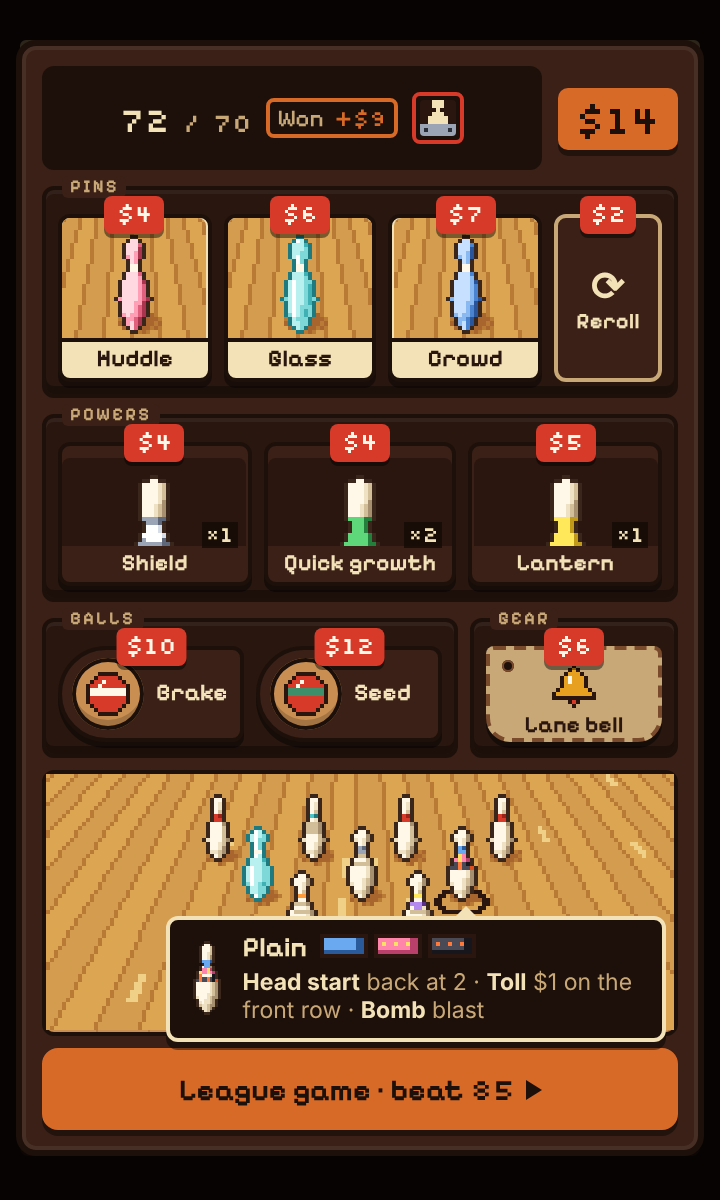 72 / 70 Won +$9 $14
PINS
$4 $6 $7 $2
Huddle Glass Crowd Reroll
POWERS
$4 $4 $5
×1 ×2 ×1
Shield Quick growth Lantern
BALLS GEAR
$10 $12 $6
Brake Seed Lane bell
Plain
Head start back at 2 · Toll $1 on the
front row · Bomb blast
League game · beat 85